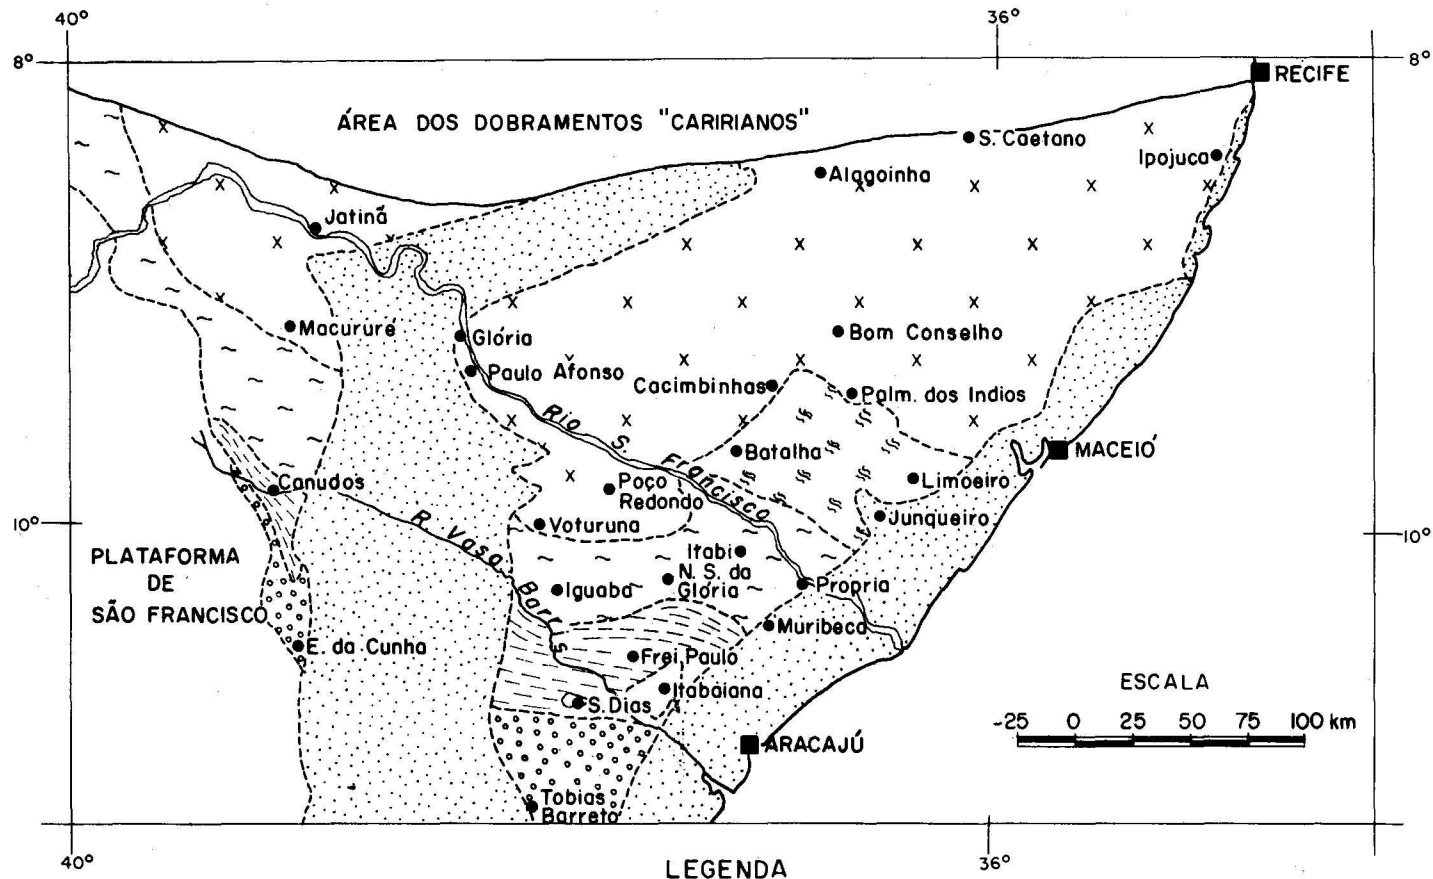 40°
36°
8°
8°
RECIFE
ÁREA DOS DOBRAMENTOS "CARIRIANOS"
S. Caetano
Ipojuca
Alagoinha
Jatinã
Macururé
Glória
Bom Conselho
Paulo Afonso
Cacimbinhas
Palm. dos Indios
Rio S. Francisco
Batalha
MACEIÓ
Canudos
Poço
Redondo
Limoeiro
10°
R. Vasa Barris
Voturuna
Junqueiro
10°
PLATAFORMA
DE
SÃO FRANCISCO
Itabi
N. S. da
Glória
Iguaba
Propria
Muribeca
E. da Cunha
Frei Paulo
Itabaiana
S. Dias
ESCALA
-25 0 25 50 75 100 km
ARACAJÚ
Tobias
Barreto
40°
36°
LEGENDA